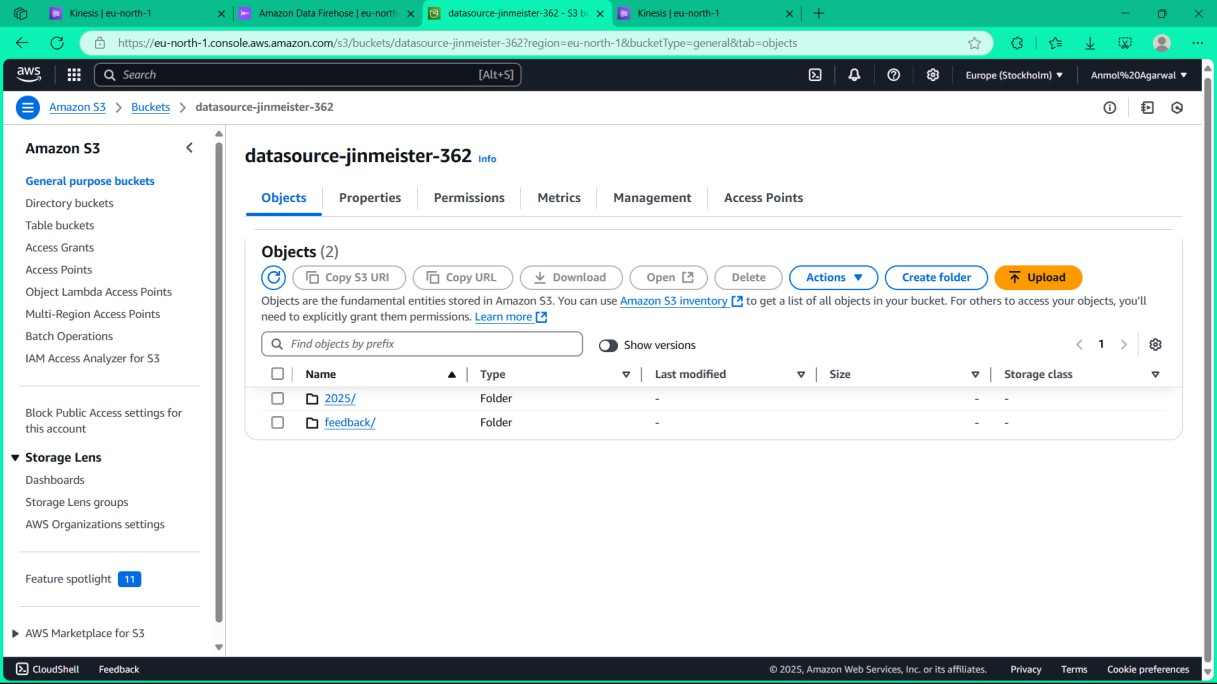 Kinesis | eu-north-1
Amazon Data Firehose | eu-north
datasource-jinmeister-362 - S3 b
Kinesis | eu-north-1
https://eu-north-1.console.aws.amazon.com/s3/buckets/datasource-jinmeister-362?region=eu-north-1&bucketType=general&tab=objects
aws
Search
[Alt+S]
Europe (Stockholm)
Anmol%20Agarwal
Amazon S3
Buckets
datasource-jinmeister-362
Amazon S3
General purpose buckets
Directory buckets
Table buckets
Access Grants
Access Points
Object Lambda Access Points
Multi-Region Access Points
Batch Operations
IAM Access Analyzer for S3
Block Public Access settings for
this account
Storage Lens
Dashboards
Storage Lens groups
AWS Organizations settings
Feature spotlight 11
AWS Marketplace for S3
datasource-jinmeister-362 Info
Objects Properties Permissions Metrics Management Access Points
Objects (2)
Copy S3 URI Copy URL Download Open Delete Actions Create folder Upload
Objects are the fundamental entities stored in Amazon S3. You can use Amazon S3 inventory to get a list of all objects in your bucket. For others to access your objects, you'll
need to explicitly grant them permissions. Learn more
Find objects by prefix
Show versions
1
Name Type Last modified Size Storage class
2025/ Folder - - -
feedback/ Folder - - -
CloudShell Feedback © 2025, Amazon Web Services, Inc. or its affiliates. Privacy Terms Cookie preferences